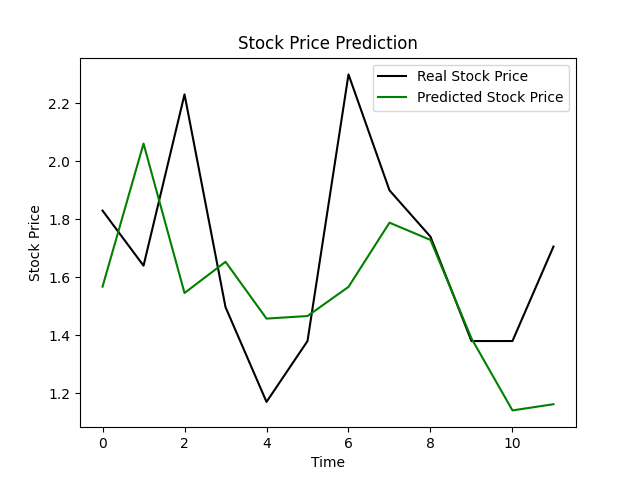 Stock Price Prediction
Real Stock Price
Predicted Stock Price
Stock Price
2.2
2.0
1.8
1.6
1.4
1.2
0 2 4 6 8 10
Time